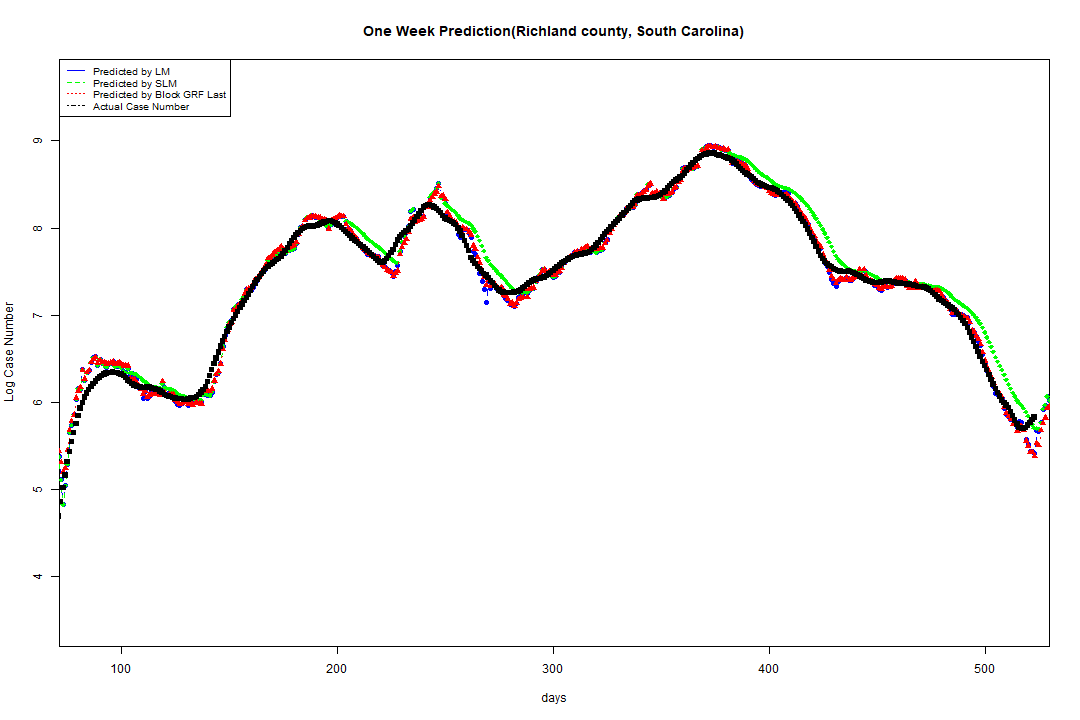 One Week Prediction(Richland county, South Carolina)
Predicted by LM
Predicted by SLM
Predicted by Block GRF Last
Actual Case Number
9
8
7
6
5
4
Log Case Number
100 200 300 400 500
days